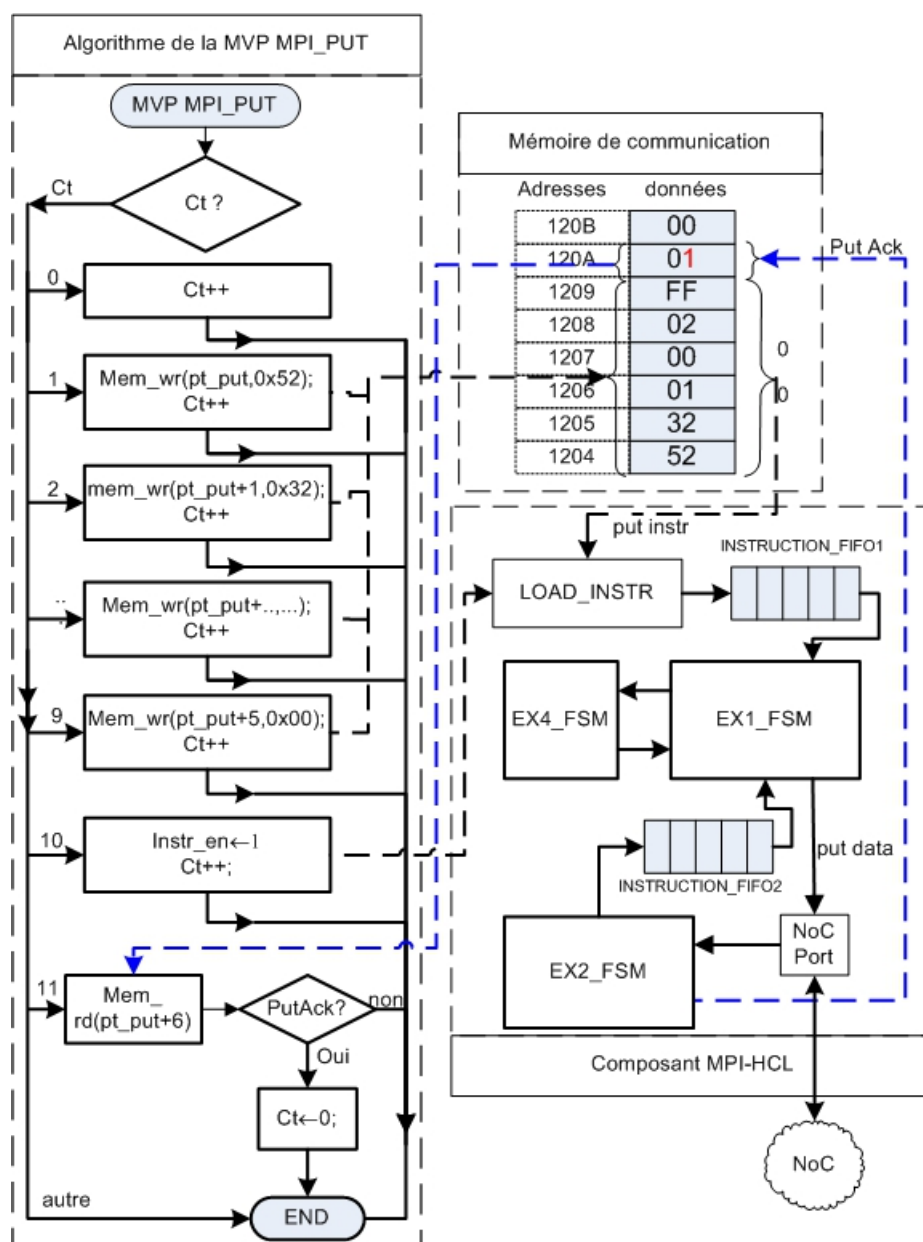 Algorithme de la MVP MPI_PUT
MVP MPI_PUT
Ct
Ct ?
0
Ct++
1
Mem_wr(pt_put,0x52);
Ct++
2
mem_wr(pt_put+1,0x32);
Ct++
..
Mem_wr(pt_put+..,...);
Ct++
9
Mem_wr(pt_put+5,0x00);
Ct++
10
Instr_en←1
Ct++;
11
Mem_
rd(pt_put+6)
PutAck?
non
Oui
Ct←0;
autre
END
Mémoire de communication
Adresses données
120B 00
120A 01
1209 FF
1208 02
1207 00
1206 01
1205 32
1204 52
Put Ack
0
0
put instr
LOAD_INSTR
INSTRUCTION_FIFO1
EX4_FSM
EX1_FSM
INSTRUCTION_FIFO2
put data
EX2_FSM
NoC
Port
Composant MPI-HCL
NoC